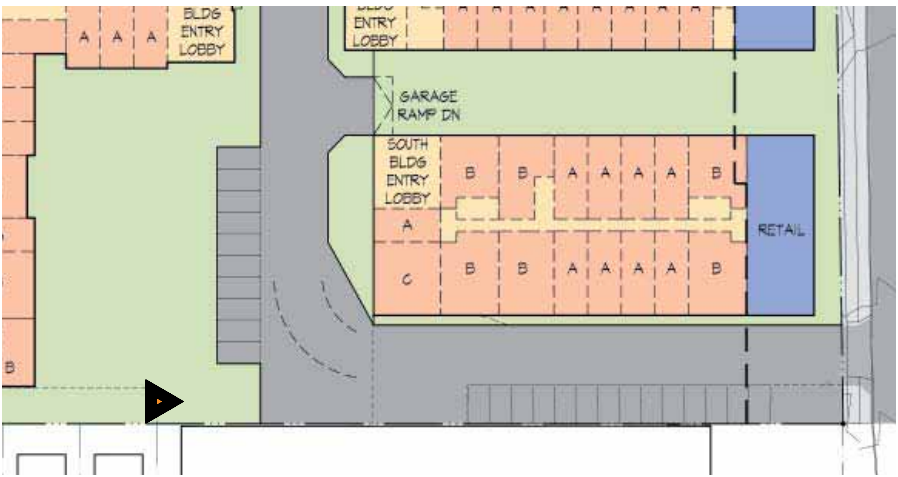 BLDG
ENTRY
LOBBY
A A A
BLDG
ENTRY
LOBBY
A A A A A A A
GARAGE
RAMP DN
SOUTH
BLDG
ENTRY
LOBBY
B B A A A A B
A
RETAIL
C B B A A A A B
B